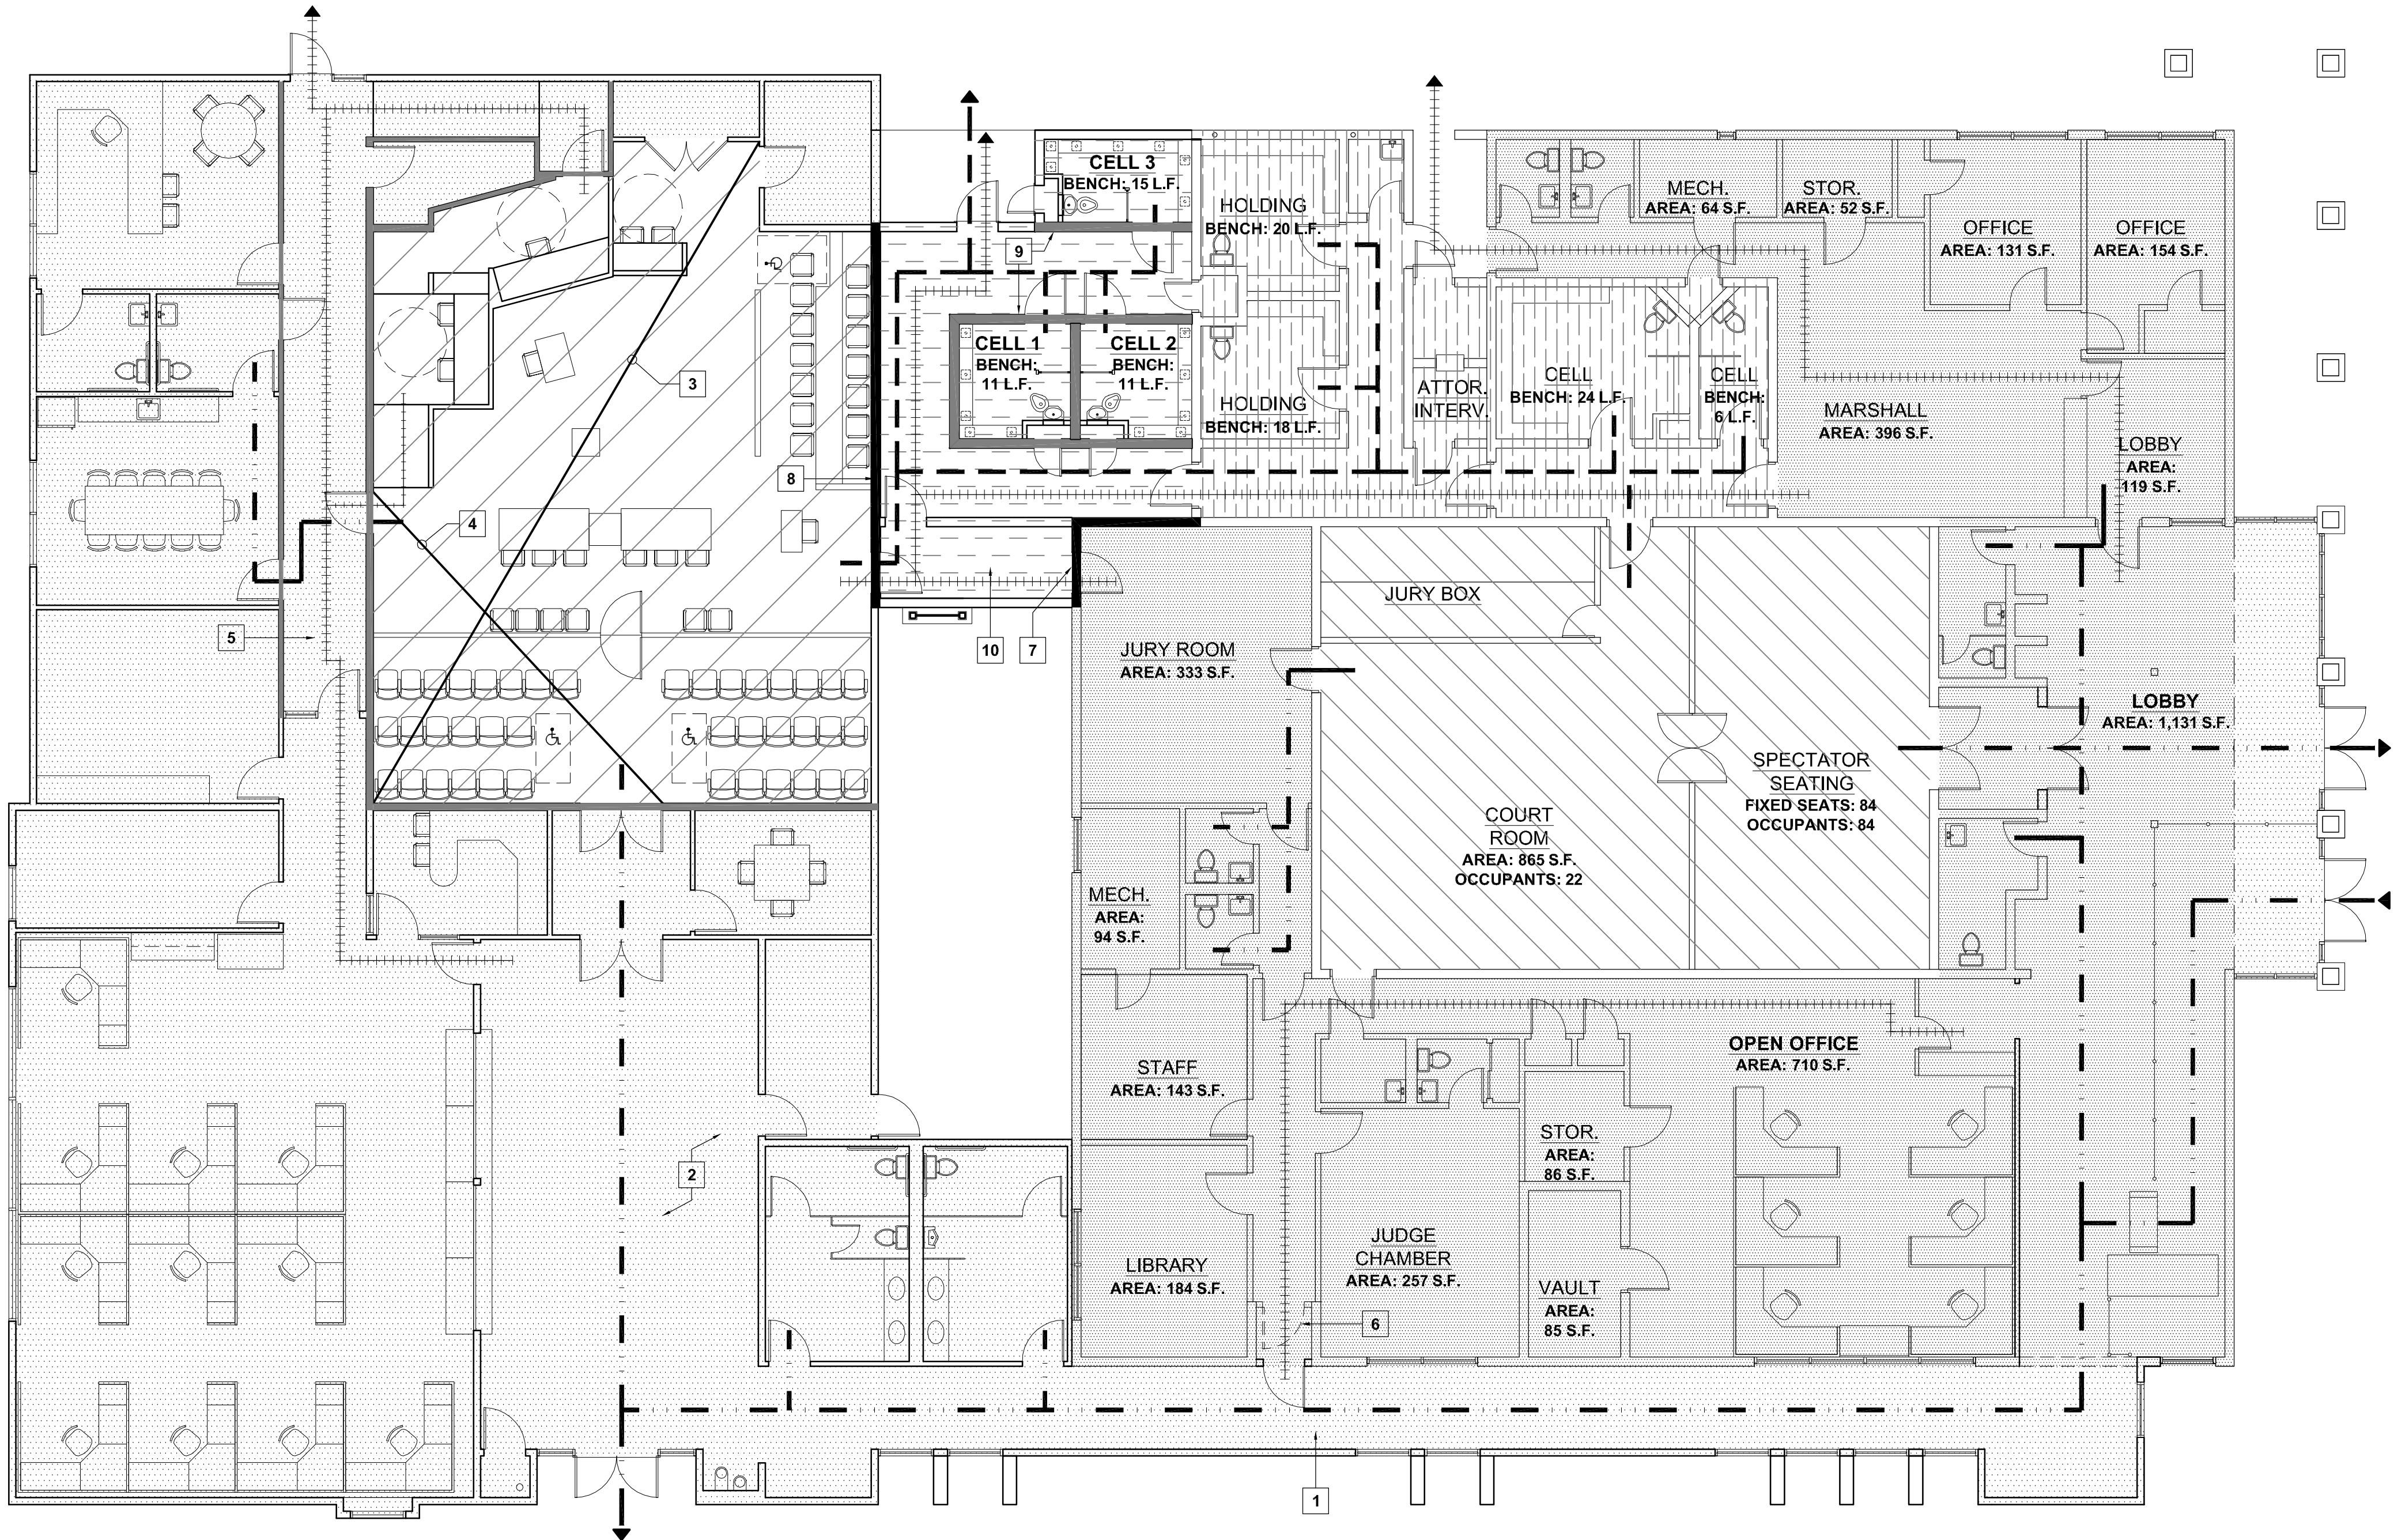 CELL 3
BENCH: 15 L.F.
HOLDING
BENCH: 20 L.F.
MECH.
AREA: 64 S.F.
STOR.
AREA: 52 S.F.
OFFICE
AREA: 131 S.F.
OFFICE
AREA: 154 S.F.
9
3
CELL 1
BENCH:
11 L.F.
CELL 2
BENCH:
11 L.F.
HOLDING
BENCH: 18 L.F.
ATTOR.
INTERV.
CELL
BENCH: 24 L.F.
CELL
BENCH:
6 L.F.
MARSHALL
AREA: 396 S.F.
LOBBY
AREA:
119 S.F.
8
4
5
10
7
JURY BOX
JURY ROOM
AREA: 333 S.F.
LOBBY
AREA: 1,131 S.F.
SPECTATOR
SEATING
FIXED SEATS: 84
OCCUPANTS: 84
COURT
ROOM
AREA: 865 S.F.
OCCUPANTS: 22
MECH.
AREA:
94 S.F.
STAFF
AREA: 143 S.F.
OPEN OFFICE
AREA: 710 S.F.
2
STOR.
AREA:
86 S.F.
LIBRARY
AREA: 184 S.F.
JUDGE
CHAMBER
AREA: 257 S.F.
VAULT
AREA:
85 S.F.
6
1